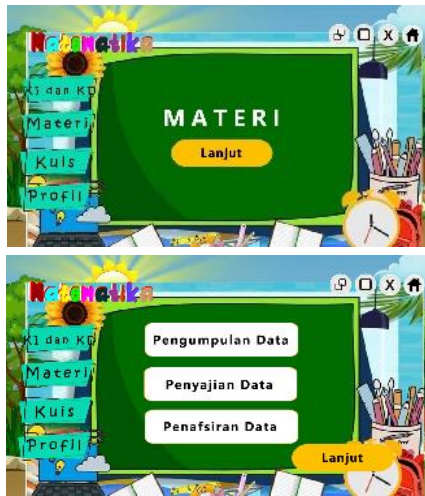 Matematika
KI dan KD
Materi
Kuis
Profil
MATERI
Lanjut
X
Matematika
KI dan KD
Materi
Kuis
Profil
Pengumpulan Data
Penyajian Data
Penafsiran Data
Lanjut
X